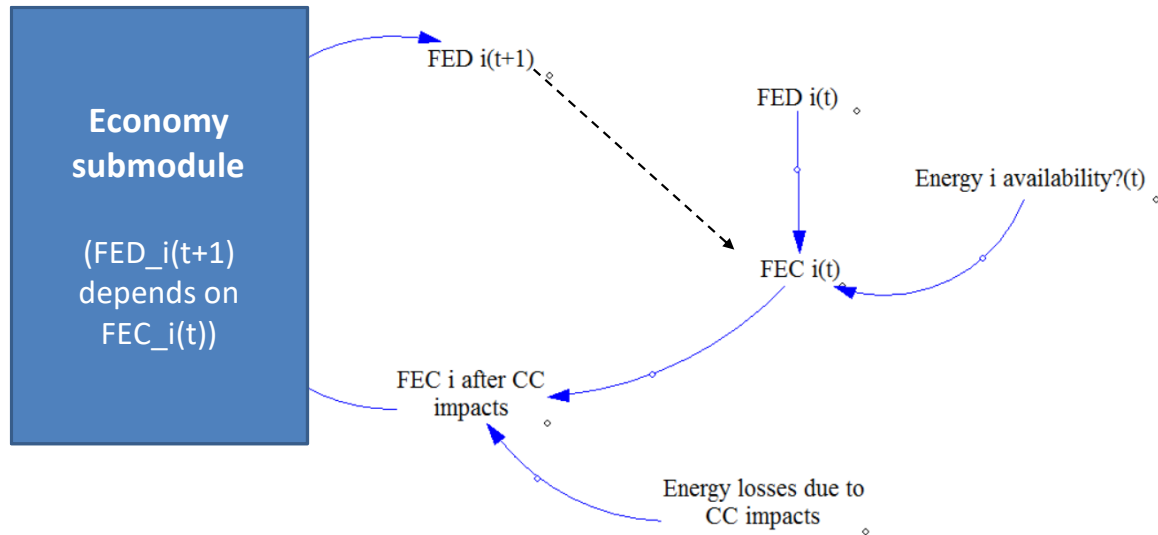 Economy
submodule
(FED_i(t+1)
depends on
FEC_i(t))
FED i(t+1)
FED i(t)
Energy i availability?(t)
FEC i(t)
FEC i after CC
impacts
Energy losses due to
CC impacts